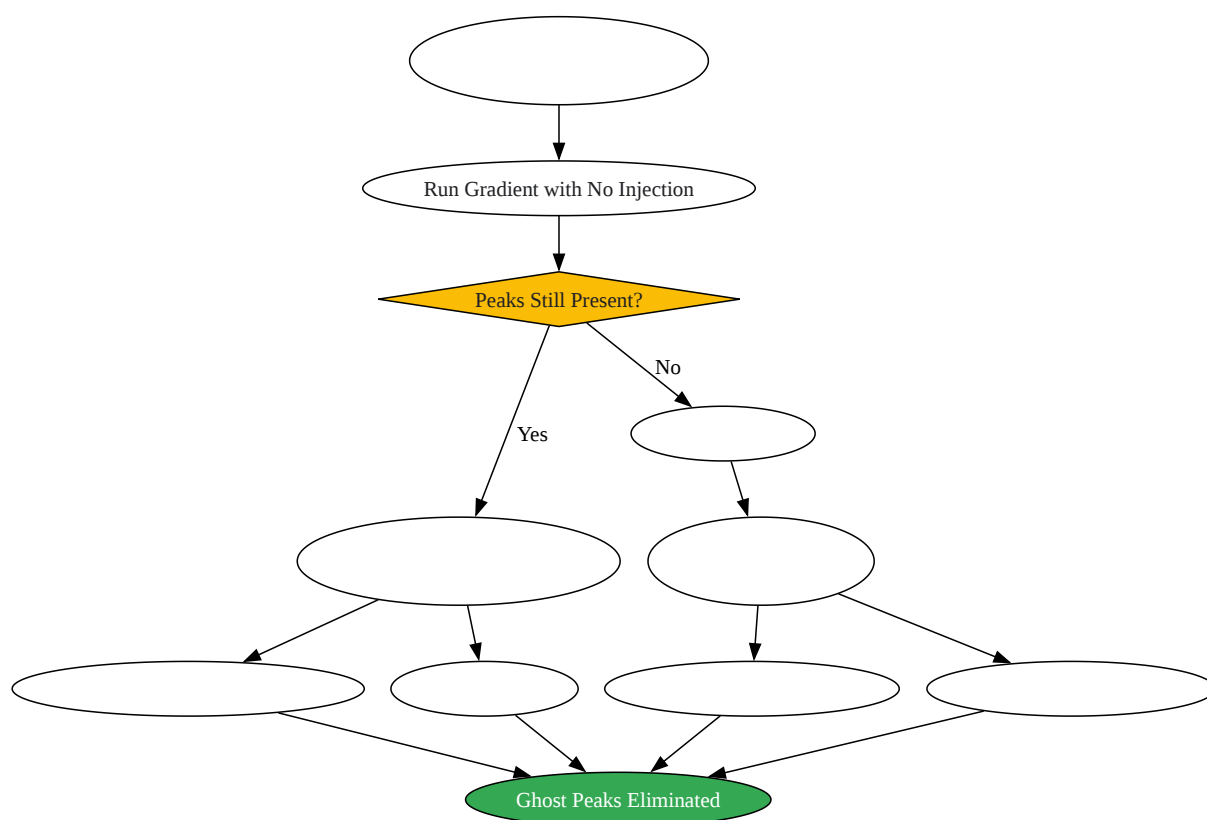 Run Gradient with No Injection
Peaks Still Present?
No
Yes
Ghost Peaks Eliminated